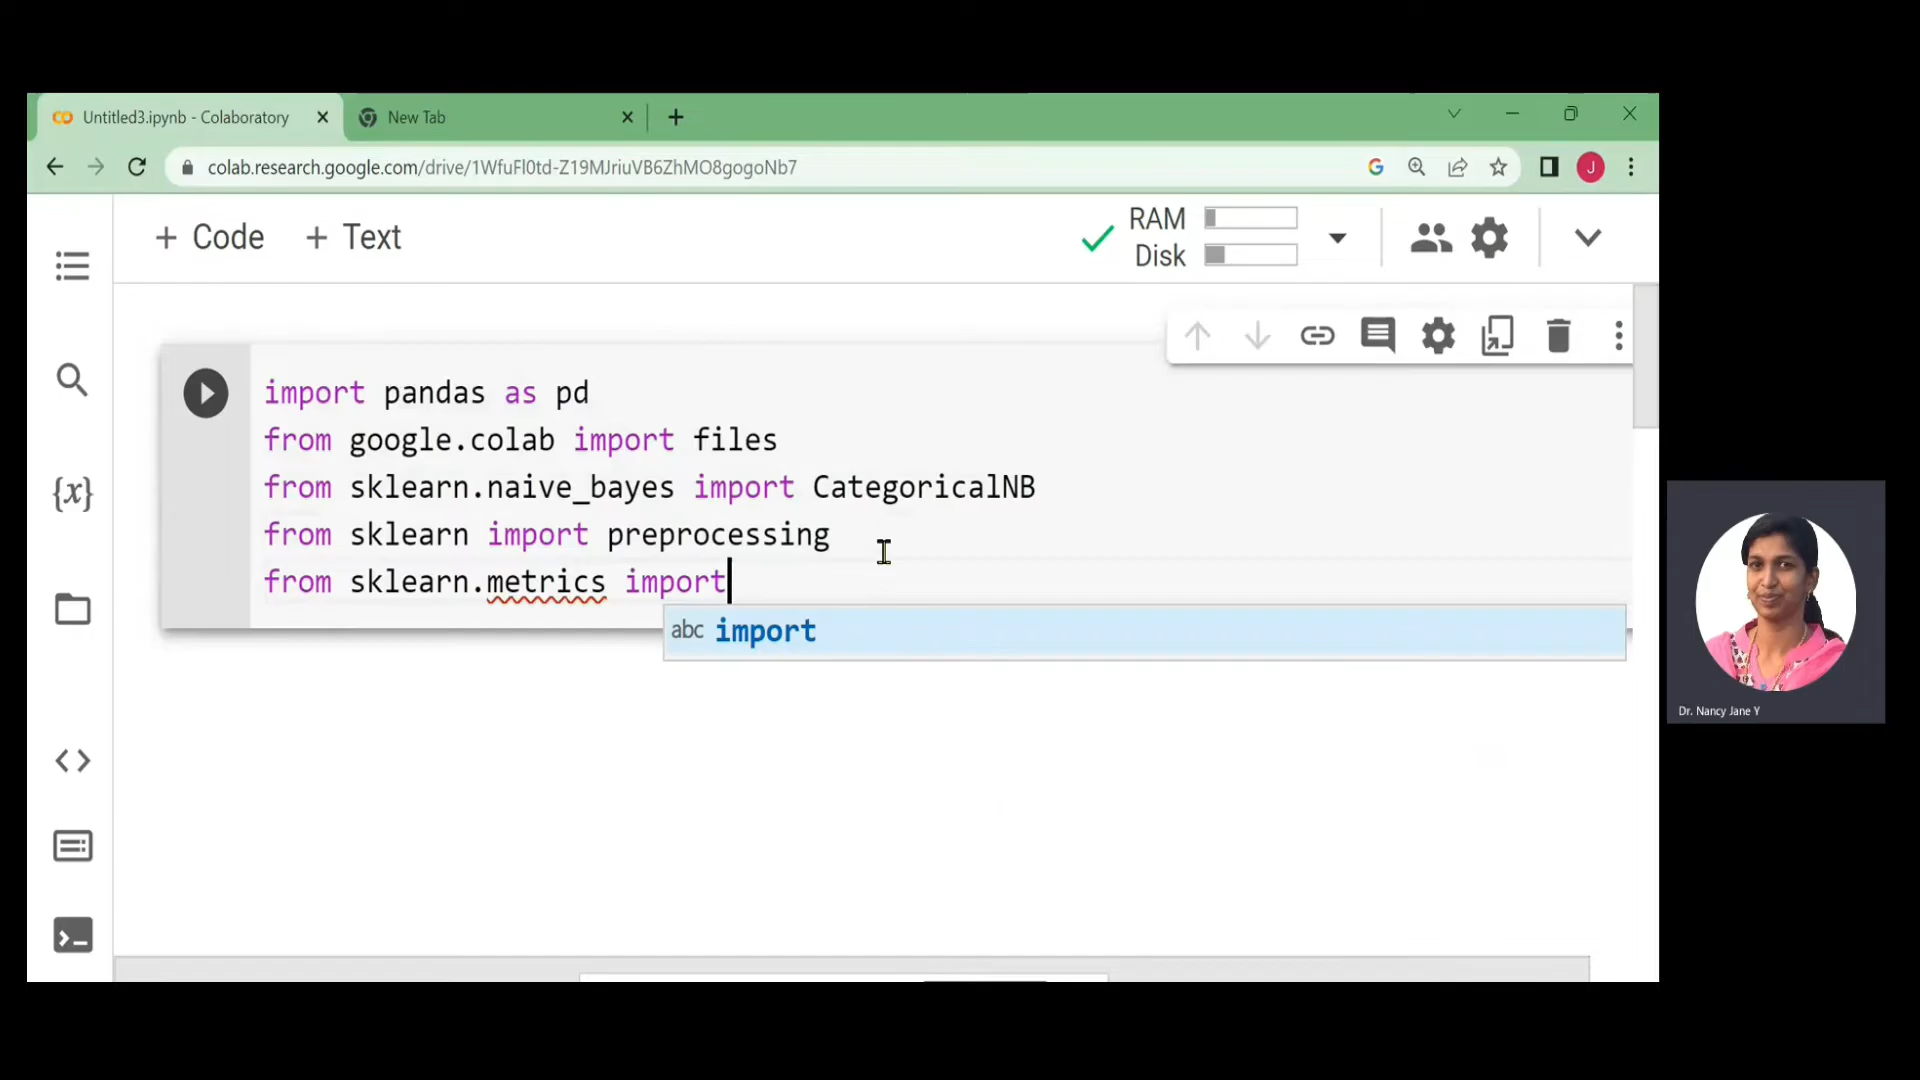 Untitled3.ipynb - Colaboratory
New Tab
colab.research.google.com/drive/1WfuFl0td-Z19MJriuVB6ZhMO8gogoNb7
J
+ Code + Text
RAM
Disk
import pandas as pd
from google.colab import files
from sklearn.naive_bayes import CategoricalNB
from sklearn import preprocessing
from sklearn.metrics import
abc import
{x}
Dr. Nancy Jane Y